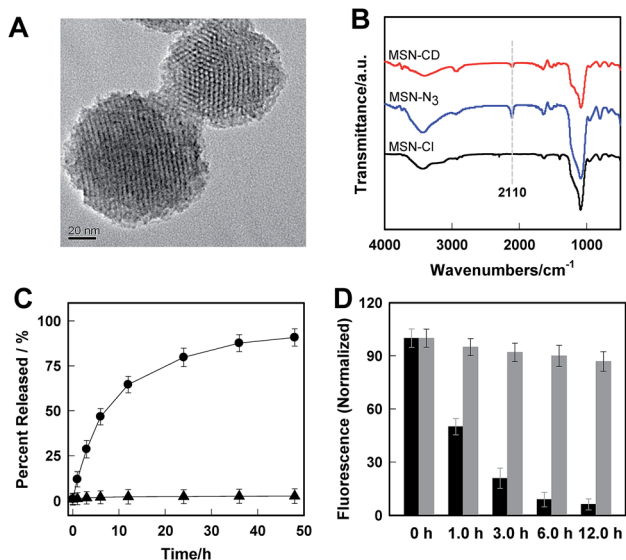 A
20 nm
B
Transmittance/a.u.
MSN-CD
MSN-N3
MSN-Cl
2110
4000 3000 2000 1000
Wavenumbers/cm-1
C
Percent Released / %
100
75
50
25
0
0 10 20 30 40 50
Time/h
D
Fluorescence (Normalized)
120
90
60
30
0
0 h 1.0 h 3.0 h 6.0 h 12.0 h